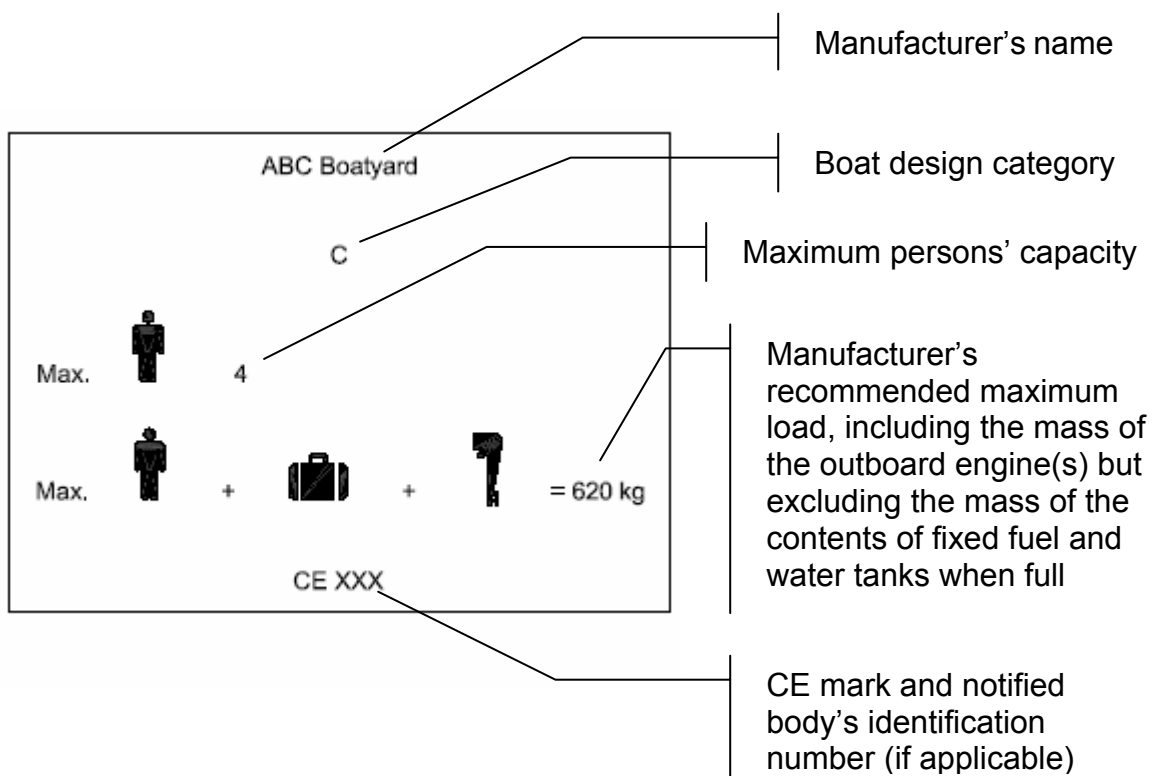 Manufacturer’s name
ABC Boatyard
Boat design category
C
Maximum persons’ capacity
Max. 4
Manufacturer’s
recommended maximum
load, including the mass of
the outboard engine(s) but
excluding the mass of the
contents of fixed fuel and
water tanks when full
Max. + + = 620 kg
CE XXX
CE mark and notified
body’s identification
number (if applicable)